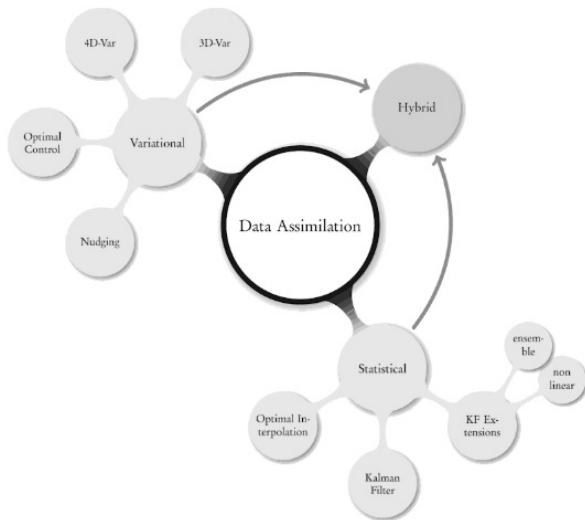 4D-Var
3D-Var
Hybrid
Optimal
Control
Variational
Data Assimilation
Nudging
ensem-
ble
non
linear
Statistical
Optimal In-
terpolation
KF Ex-
tensions
Kalman
Filter